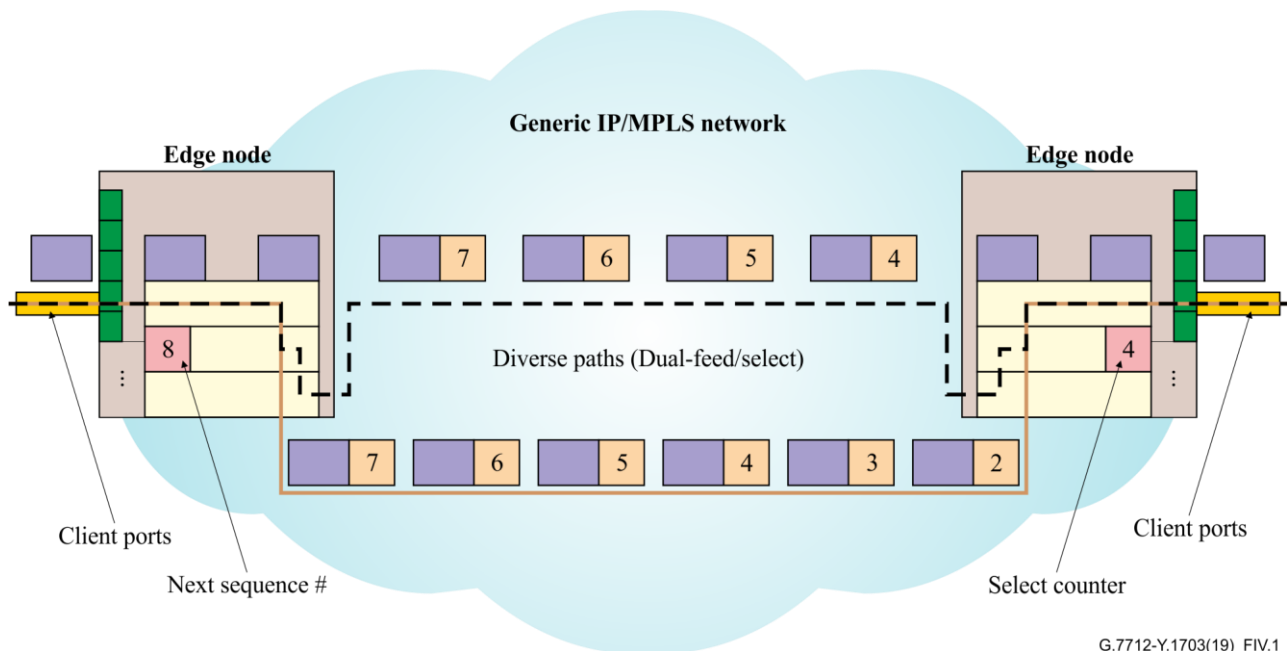 Generic IP/MPLS network
Edge node
Edge node
7 6 5 4
8
Diverse paths (Dual-feed/select)
4
⋮
⋮
7 6 5 4 3 2
Client ports
Client ports
Next sequence #
Select counter
G.7712-Y.1703(19)_FIV.1